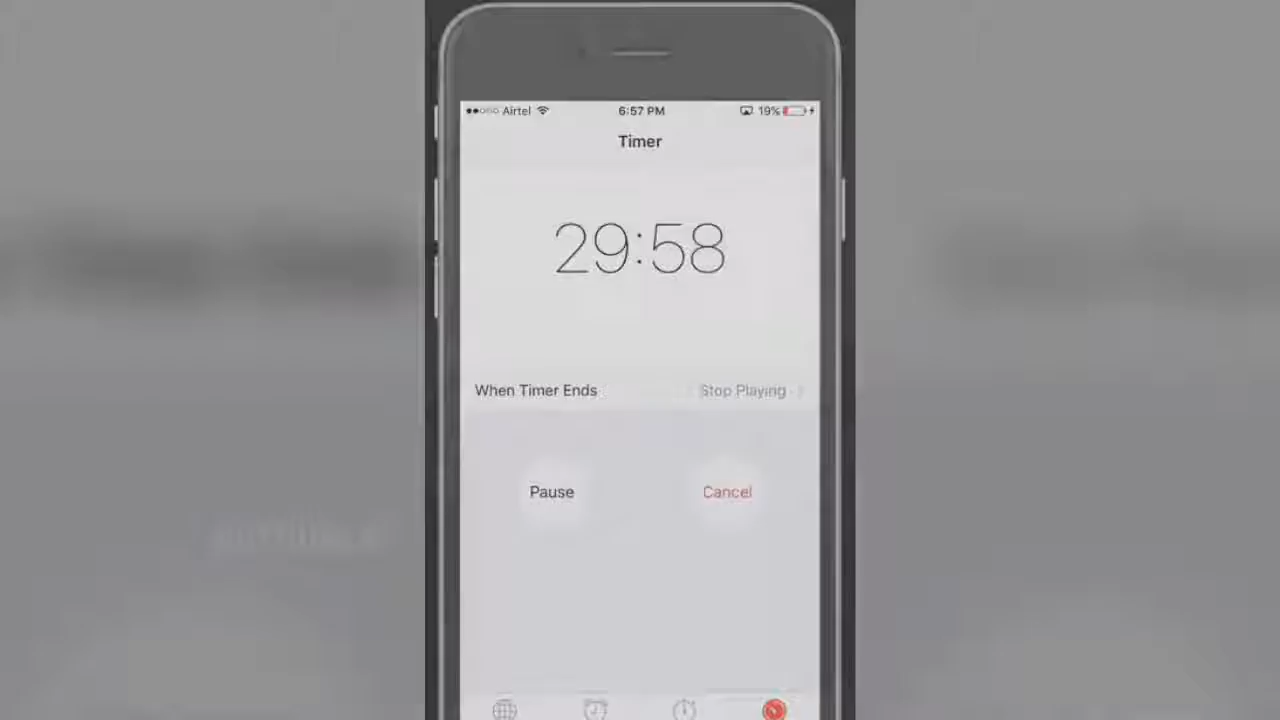 Airtel 6:57 PM 19%
Timer
29:58
When Timer Ends Stop Playing
Pause Cancel